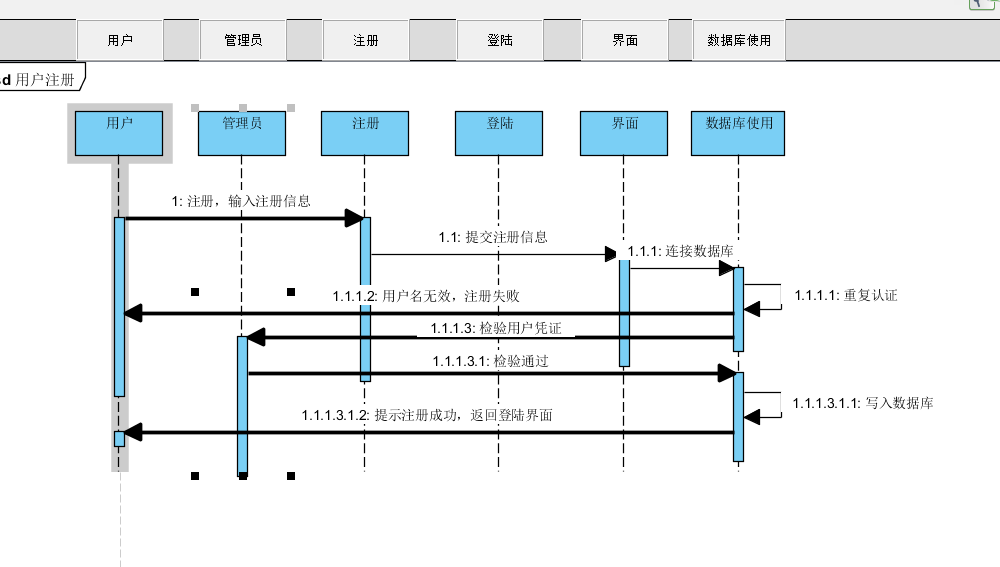 用户
管理员
注册
登陆
界面
数据库使用
sd 用户注册
用户
管理员
注册
登陆
界面
数据库使用
1: 注册，输入注册信息
1.1: 提交注册信息
1.1.1: 连接数据库
1.1.1.1: 重复认证
1.1.1.2: 用户名无效，注册失败
1.1.1.3: 检验用户凭证
1.1.1.3.1: 检验通过
1.1.1.3.1.1: 写入数据库
1.1.1.3.1.2: 提示注册成功，返回登陆界面